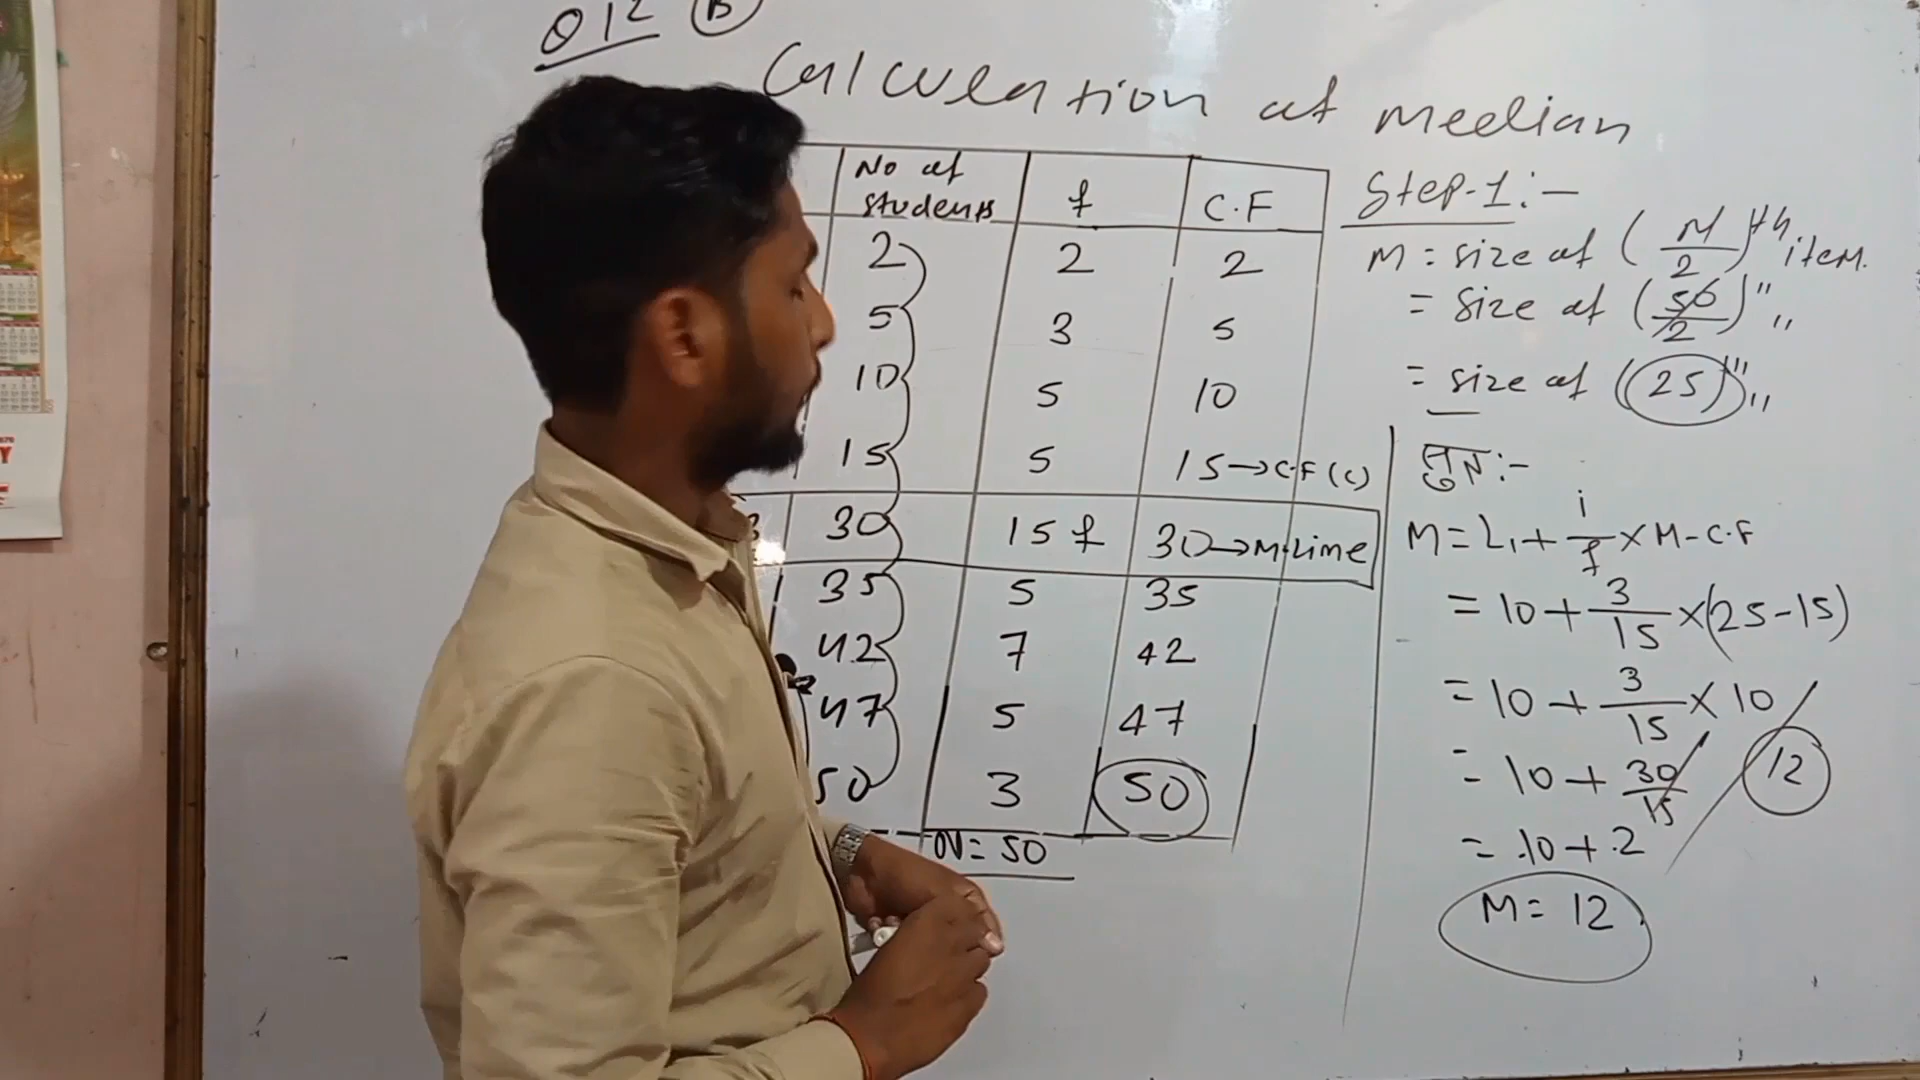 Q 12 (B)
Calculation of median
No of students | f | C.F
2 | 2 | 2
5 | 3 | 5
10 | 5 | 10
15 | 5 | 15→C.F (c)
30 | 15 f | 30→M.Line
35 | 5 | 35
42 | 7 | 42
47 | 5 | 47
50 | 3 | 50
N = 50
Step-1:-
M = size of (N/2)th item.
= size of (50/2)" "
= size of (25)" "
सुत्र:-
M = L₁ + i/f × M-C.F
= 10 + 3/15 × (25-15)
= 10 + 3/15 × 10
= 10 + 30/15
12
= 10 + 2
M = 12